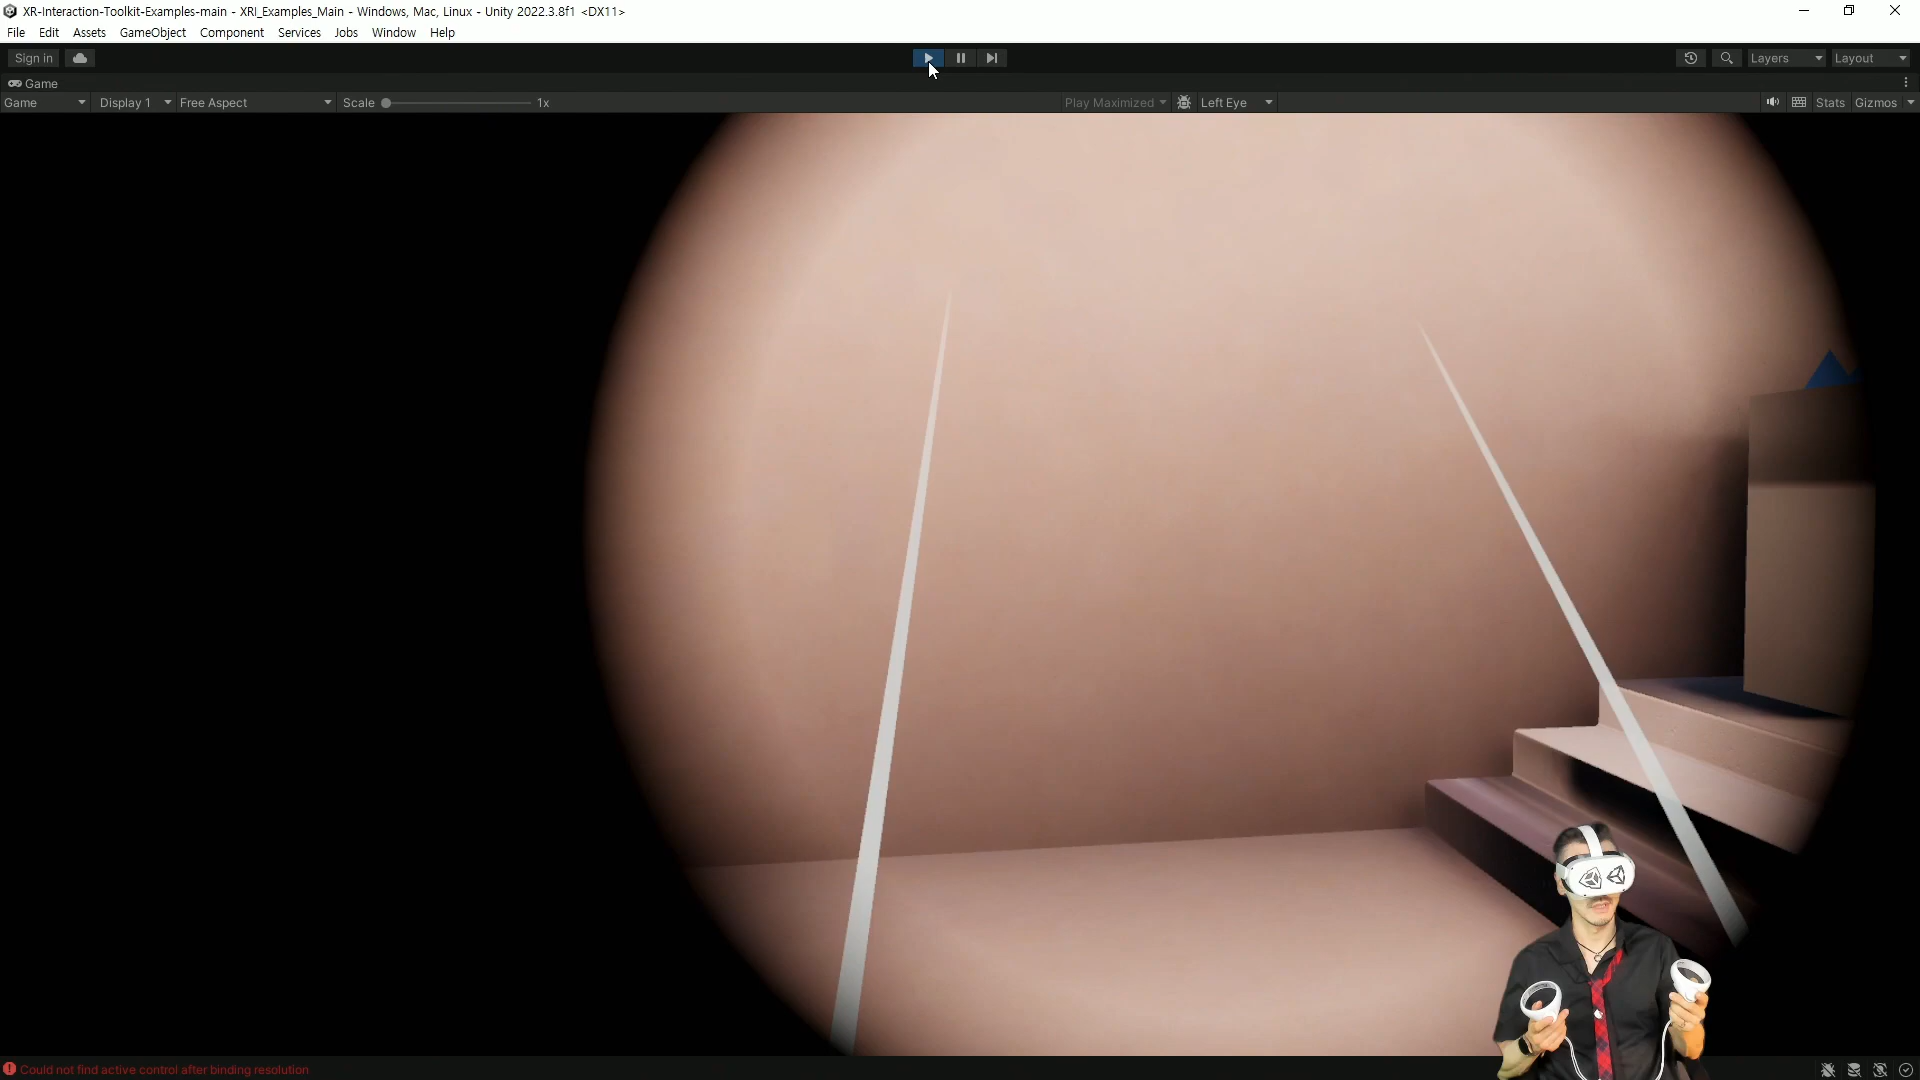 XR-Interaction-Toolkit-Examples-main - XRI_Examples_Main - Windows, Mac, Linux - Unity 2022.3.8f1 <DX11>
File Edit Assets GameObject Component Services Jobs Window Help
Sign in Layers Layout
Game
Game Display 1 Free Aspect Scale 1x Play Maximized Left Eye Stats Gizmos
Could not find active control after binding resolution